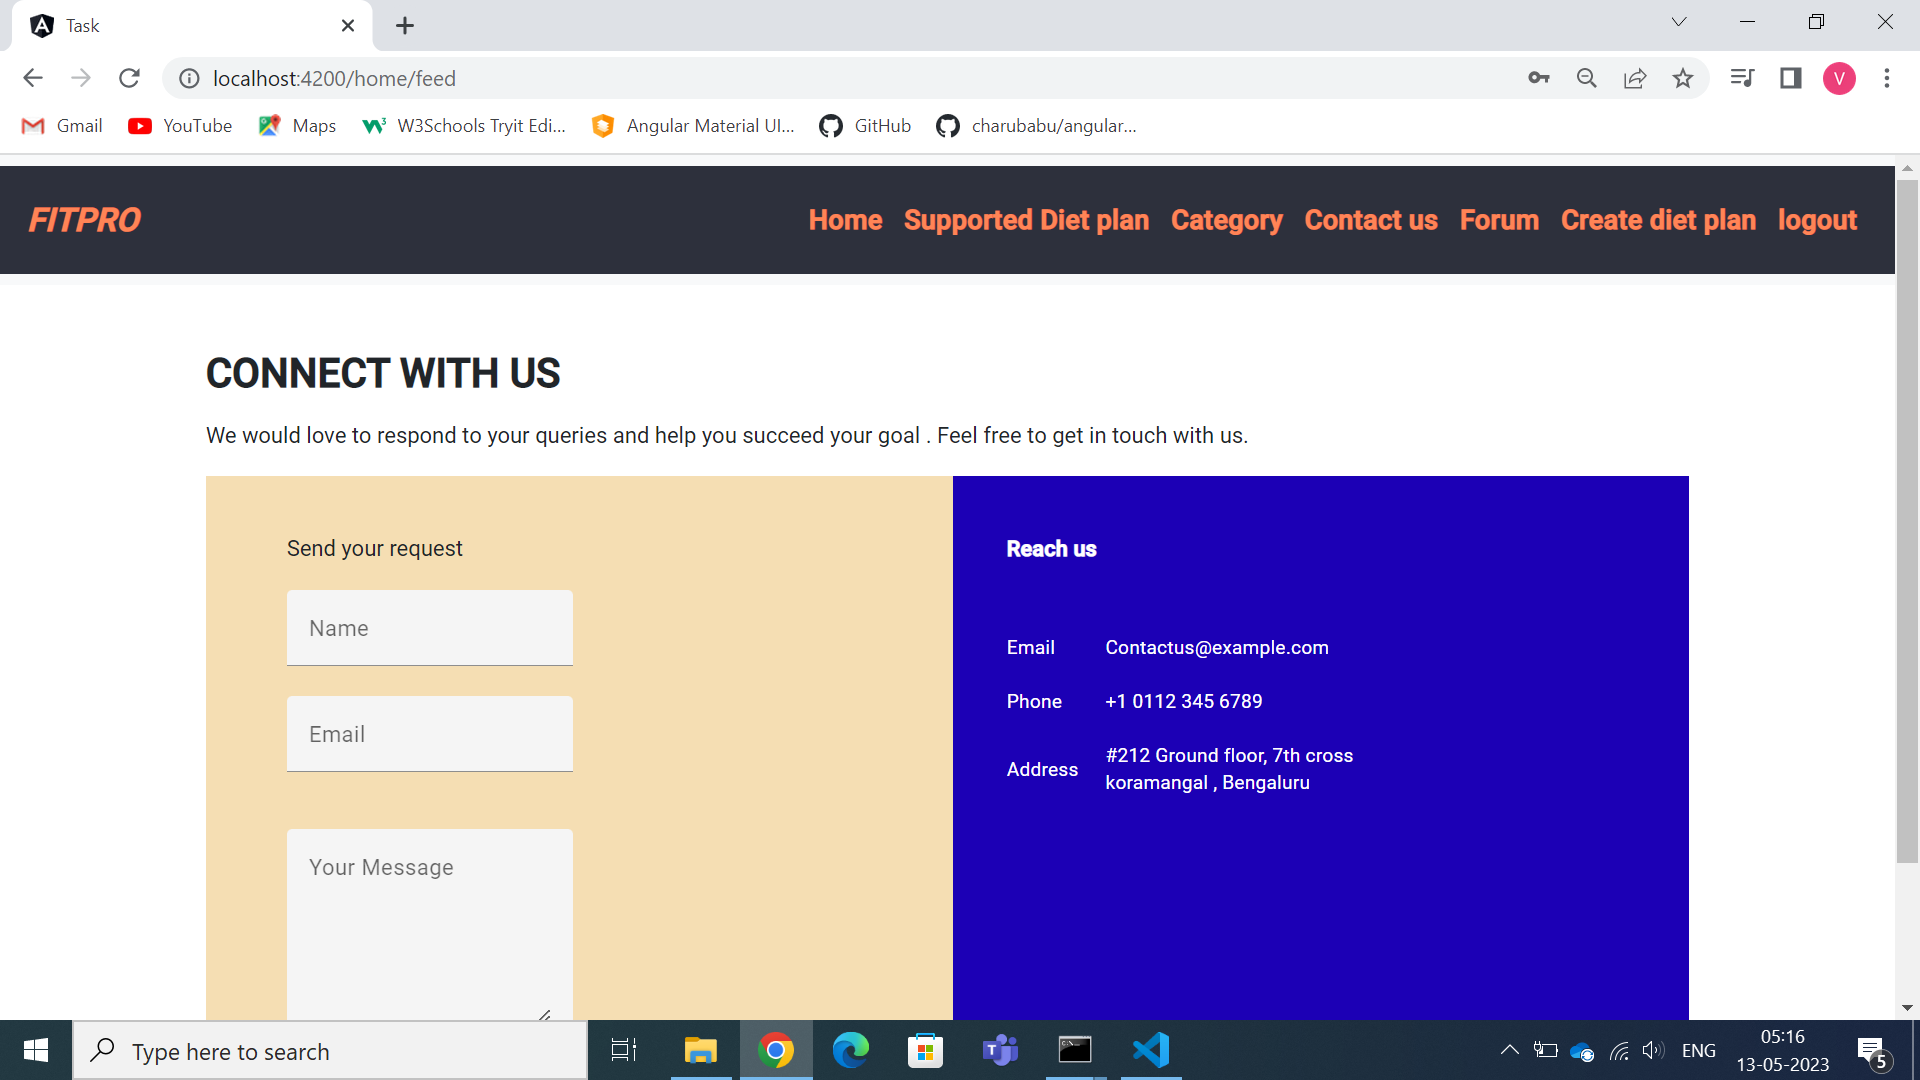 Task
localhost:4200/home/feed
V
Gmail YouTube Maps W3Schools Tryit Edi... Angular Material UI... GitHub charubabu/angular...
FITPRO Home Supported Diet plan Category Contact us Forum Create diet plan logout
CONNECT WITH US
We would love to respond to your queries and help you succeed your goal . Feel free to get in touch with us.
Send your request
Name
Email
Your Message
Reach us
Email Contactus@example.com
Phone +1 0112 345 6789
Address #212 Ground floor, 7th cross
koramangal , Bengaluru
Type here to search
ENG
05:16
13-05-2023
5